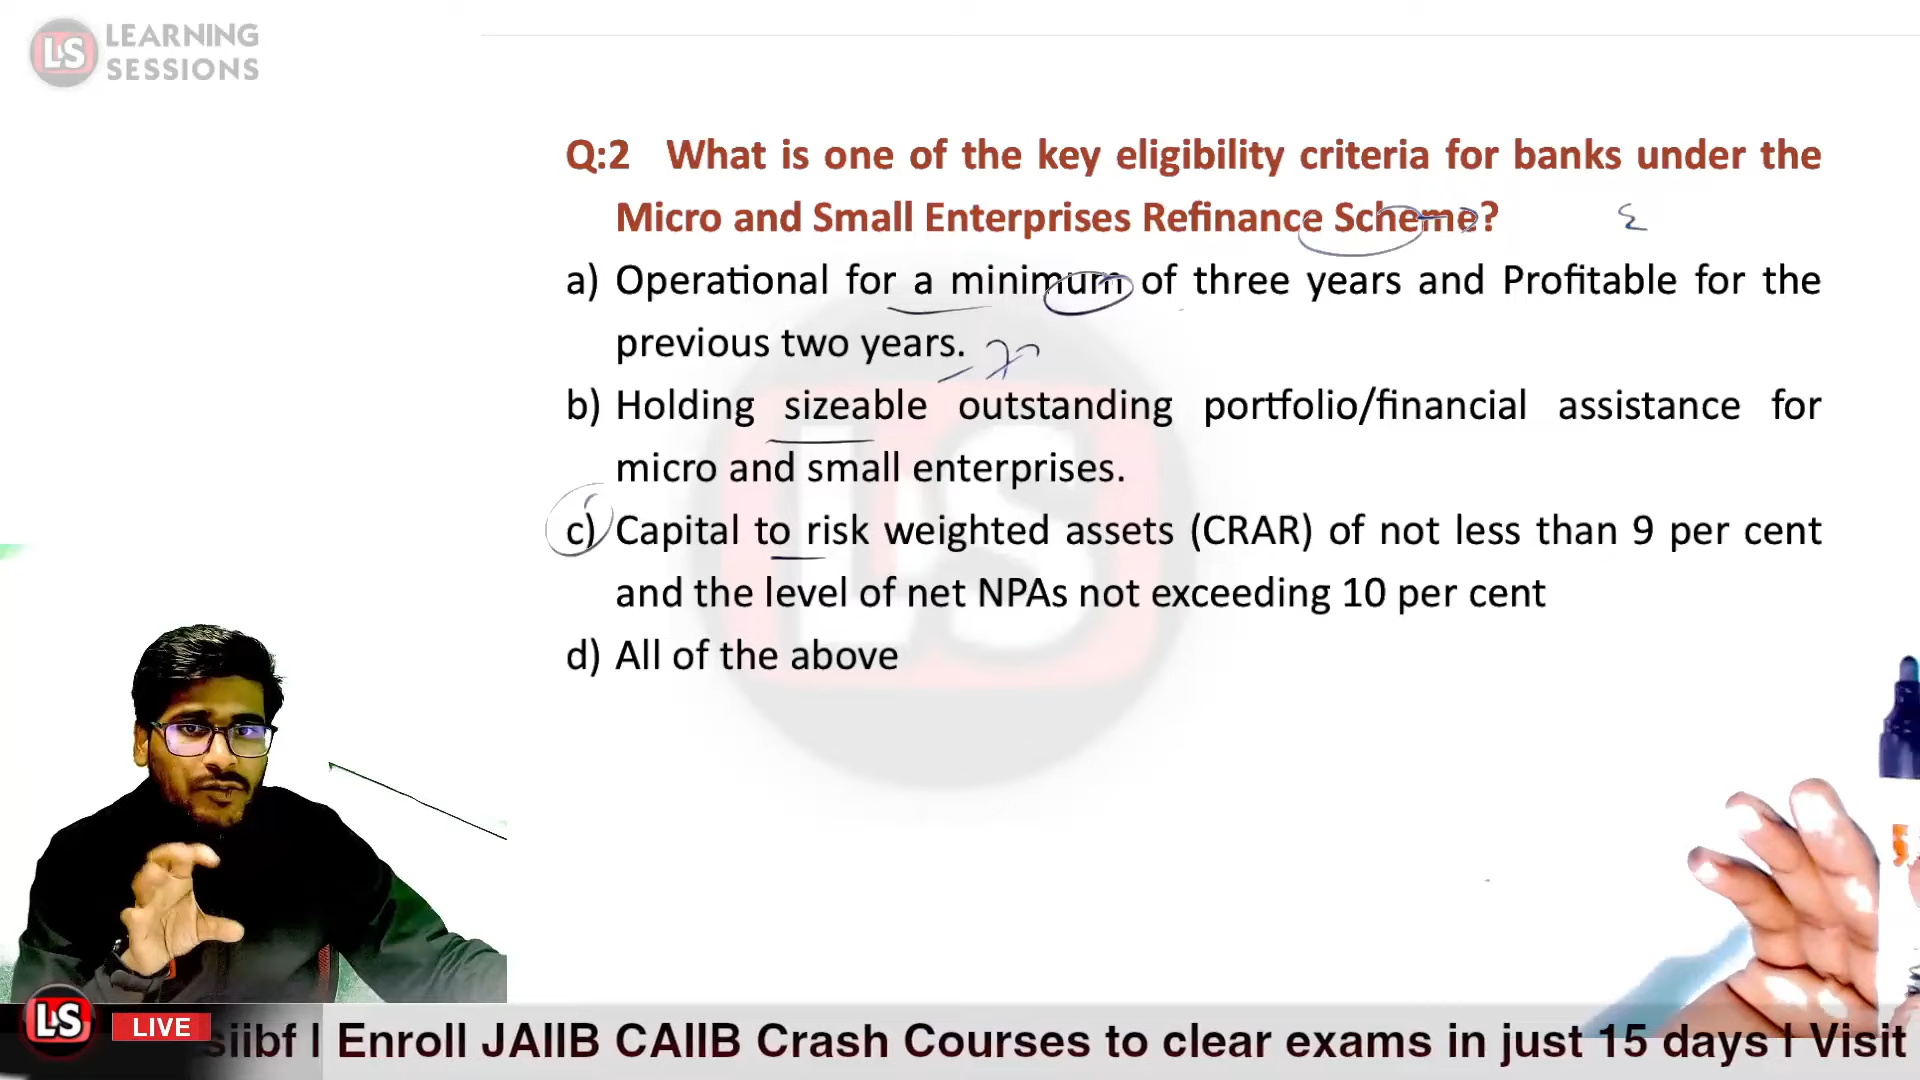 LS LEARNING
SESSIONS
Q:2 What is one of the key eligibility criteria for banks under the
Micro and Small Enterprises Refinance Scheme?
a) Operational for a minimum of three years and Profitable for the
previous two years.
b) Holding sizeable outstanding portfolio/financial assistance for
micro and small enterprises.
c) Capital to risk weighted assets (CRAR) of not less than 9 per cent
and the level of net NPAs not exceeding 10 per cent
d) All of the above
LS
LS LIVE siibf | Enroll JAIIB CAIIB Crash Courses to clear exams in just 15 days | Visit